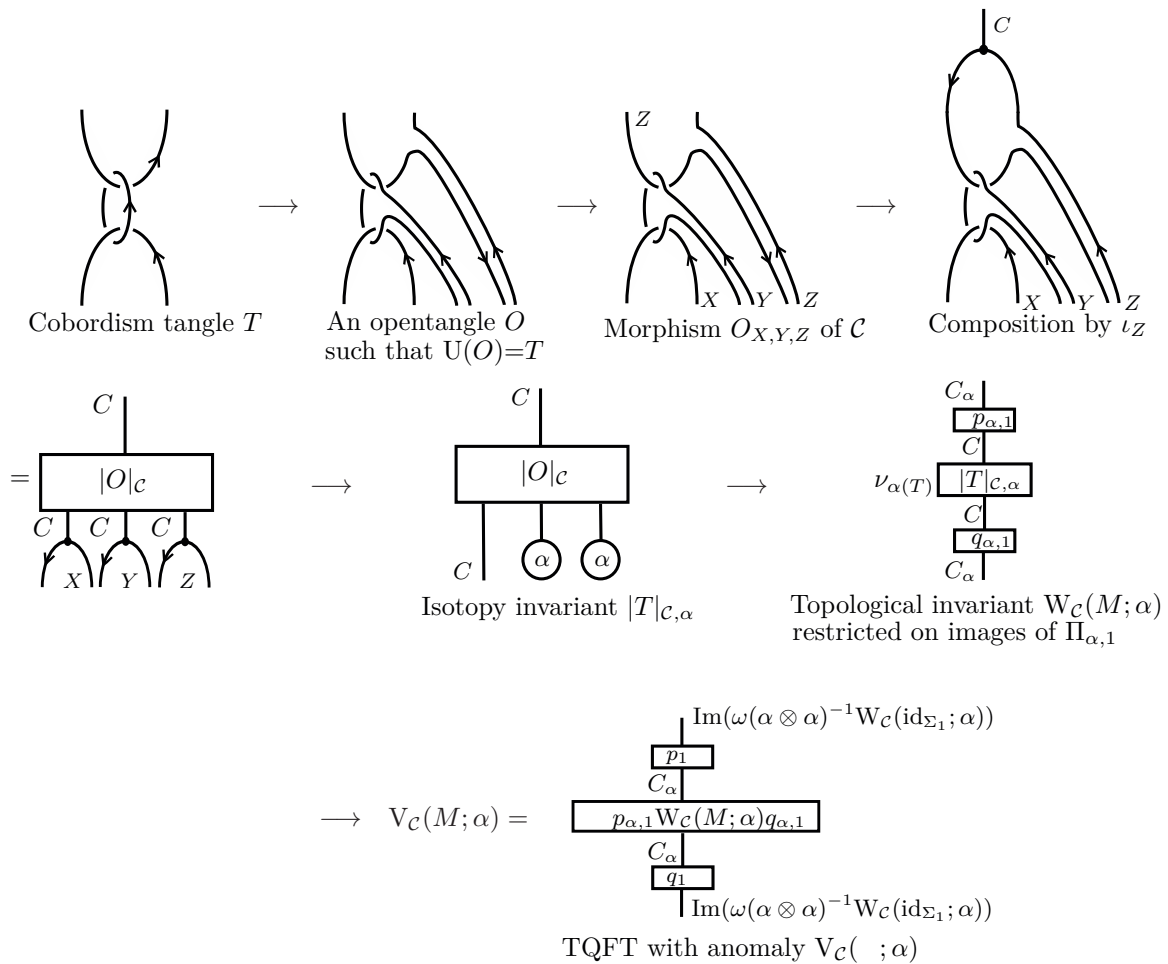 C
Z
Cobordism tangle T
An opentangle O
such that U(O)=T
X Y Z
Morphism O_{X,Y,Z} of 𝒞
X Y Z
Composition by ι_Z
C
= |O|_𝒞
C C C
X Y Z
C
|O|_𝒞
C α α
Isotopy invariant |T|_{𝒞,α}
C_α
p_{α,1}
C
ν_{α(T)} |T|_{𝒞,α}
C
q_{α,1}
C_α
Topological invariant W_𝒞(M; α)
restricted on images of Π_{α,1}
Im(ω(α ⊗ α)^{−1}W_𝒞(id_{Σ_1}; α))
p_1
C_α
V_𝒞(M; α) = p_{α,1}W_𝒞(M; α)q_{α,1}
C_α
q_1
Im(ω(α ⊗ α)^{−1}W_𝒞(id_{Σ_1}; α))
TQFT with anomaly V_𝒞( ; α)